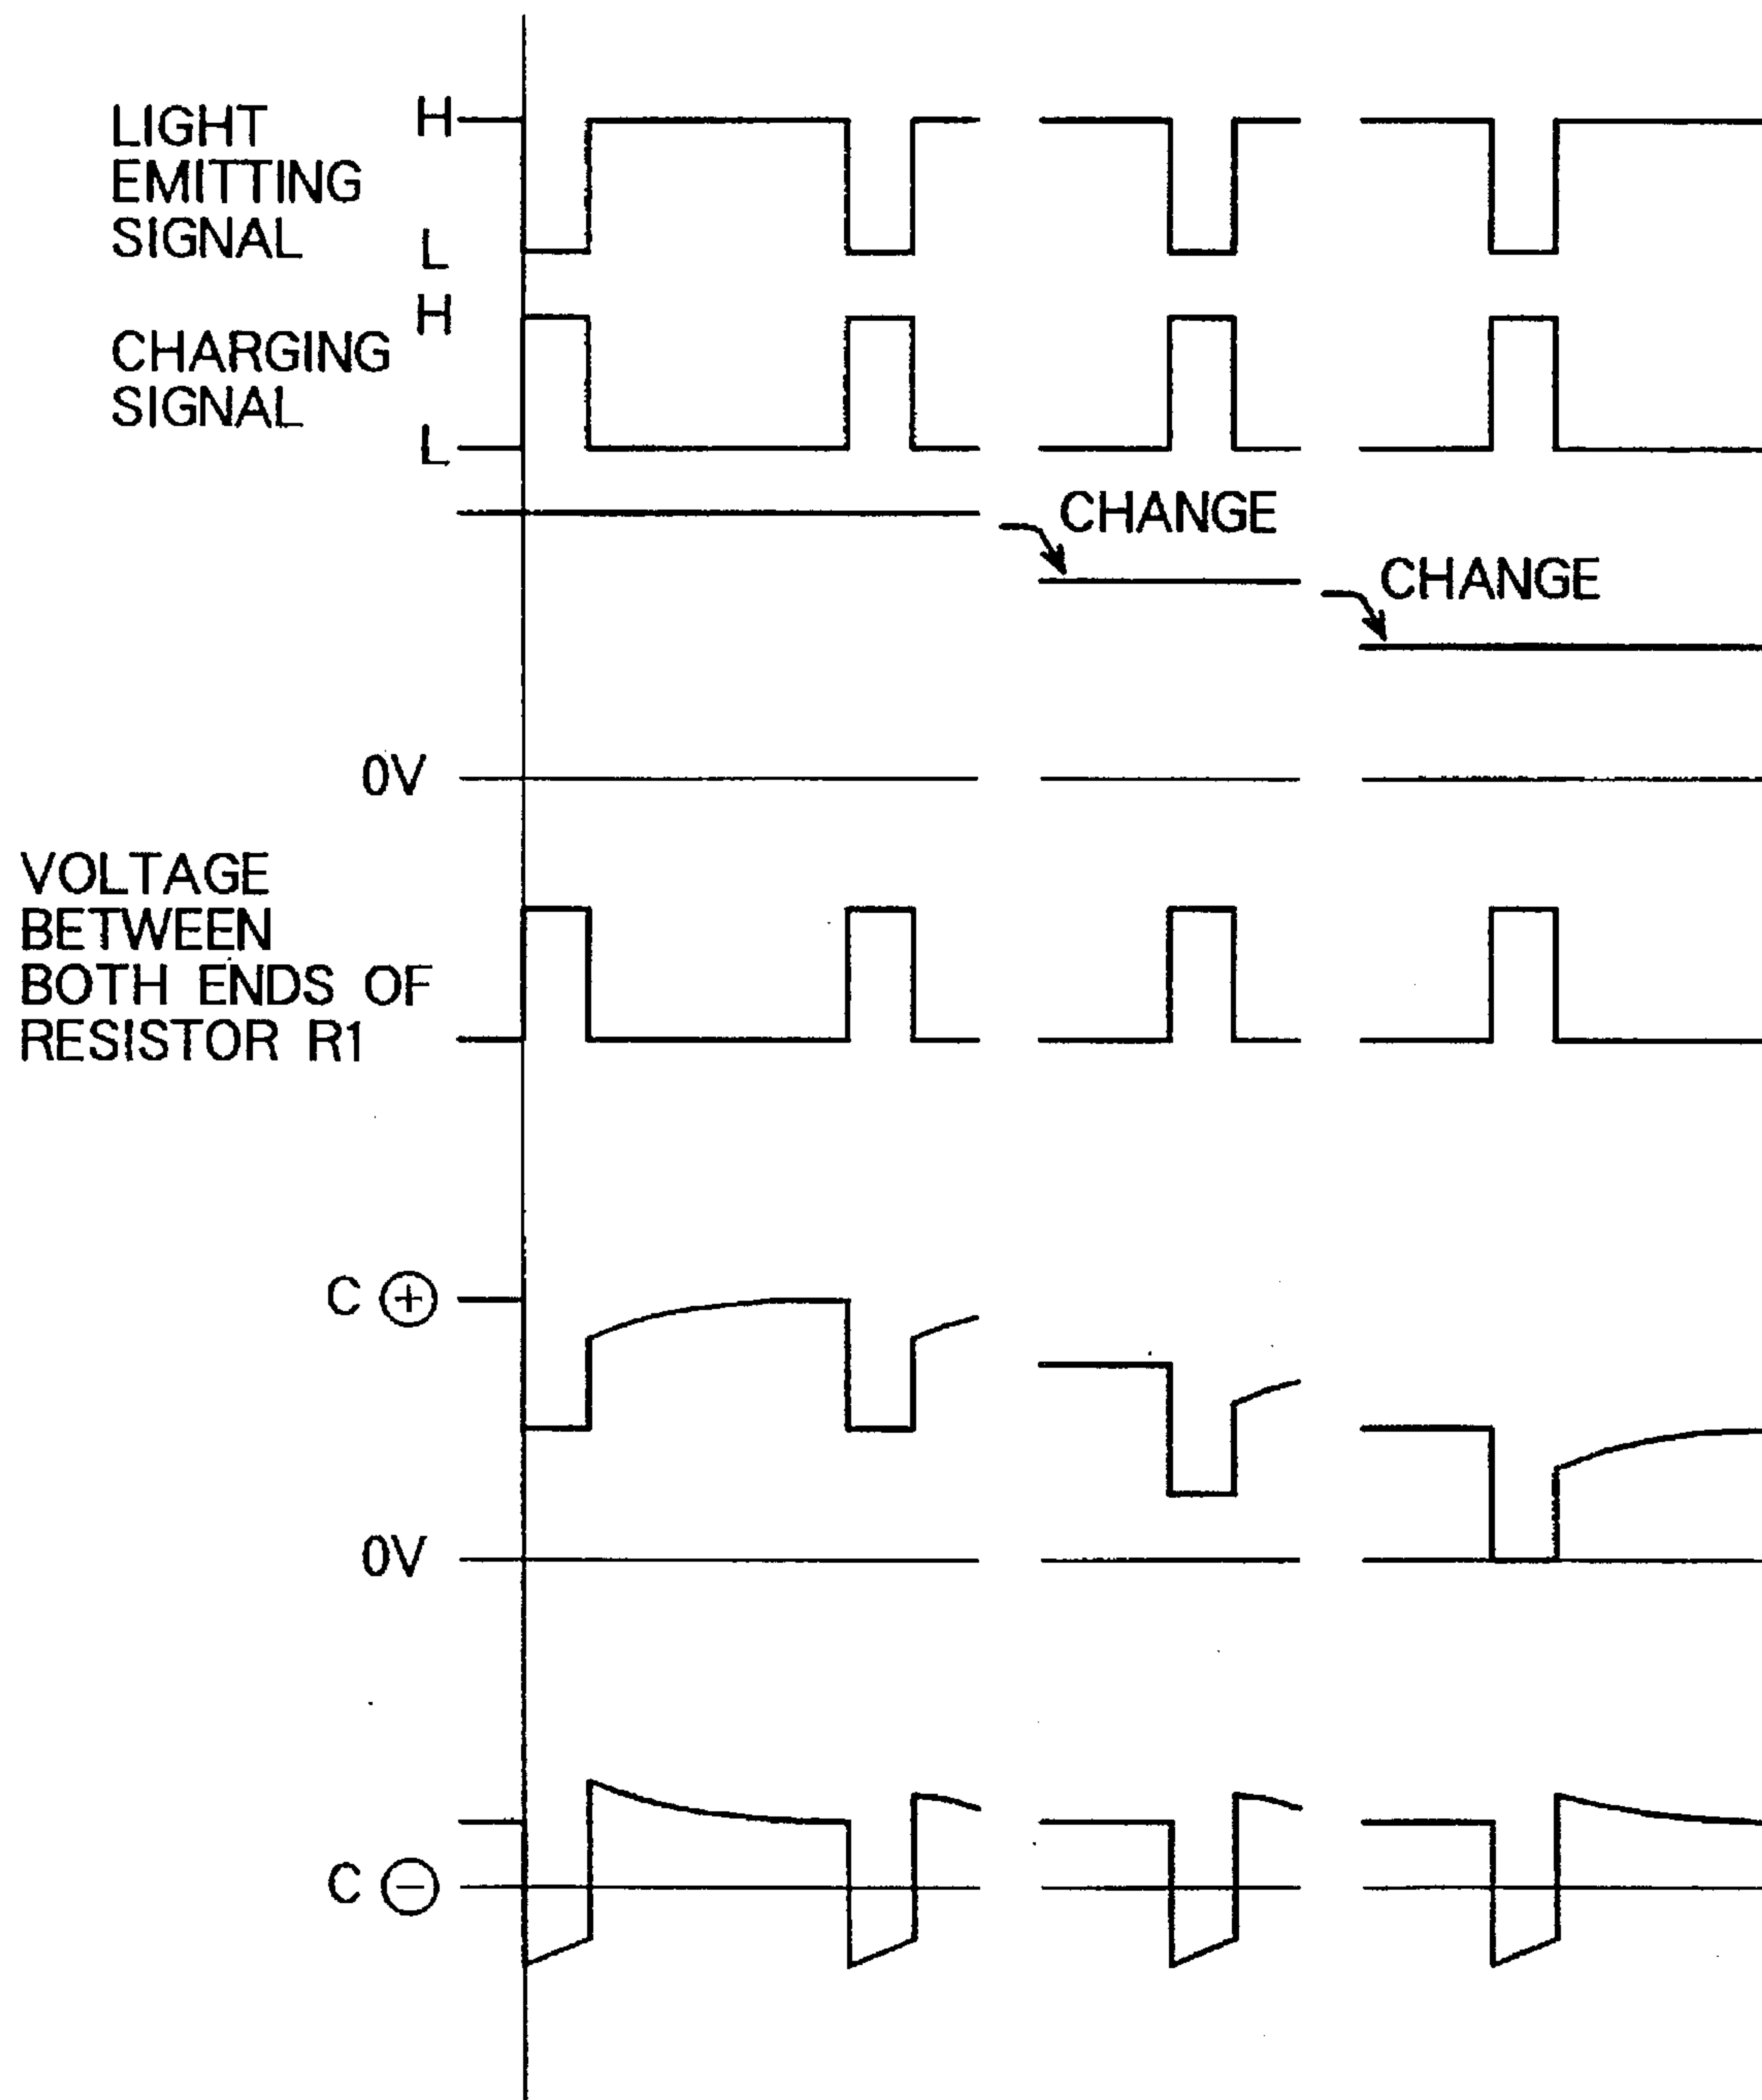 LIGHT
EMITTING
SIGNAL
H
L
CHARGING
SIGNAL
H
L
CHANGE
CHANGE
0V
VOLTAGE
BETWEEN
BOTH ENDS OF
RESISTOR R1
C ⊕
0V
C ⊖